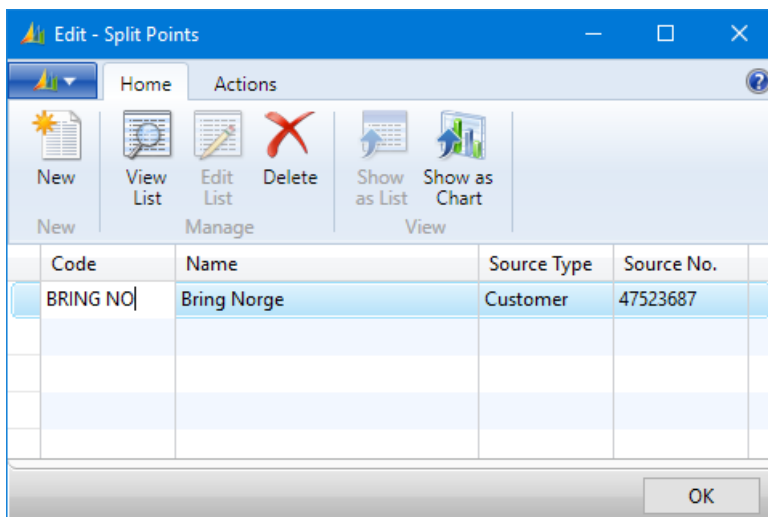 Edit - Split Points
Home Actions
New View List Edit List Delete Show as List Show as Chart
New Manage View
Code Name Source Type Source No.
BRING NO Bring Norge Customer 47523687
OK